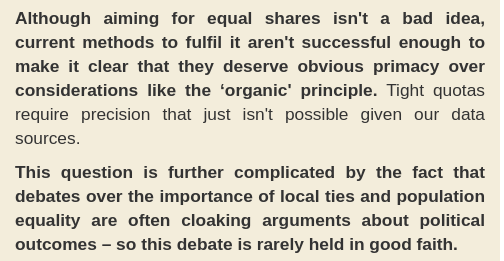 Although aiming for equal shares isn't a bad idea,
current methods to fulfil it aren't successful enough to
make it clear that they deserve obvious primacy over
considerations like the ‘organic' principle. Tight quotas
require precision that just isn't possible given our data
sources.
This question is further complicated by the fact that
debates over the importance of local ties and population
equality are often cloaking arguments about political
outcomes – so this debate is rarely held in good faith.